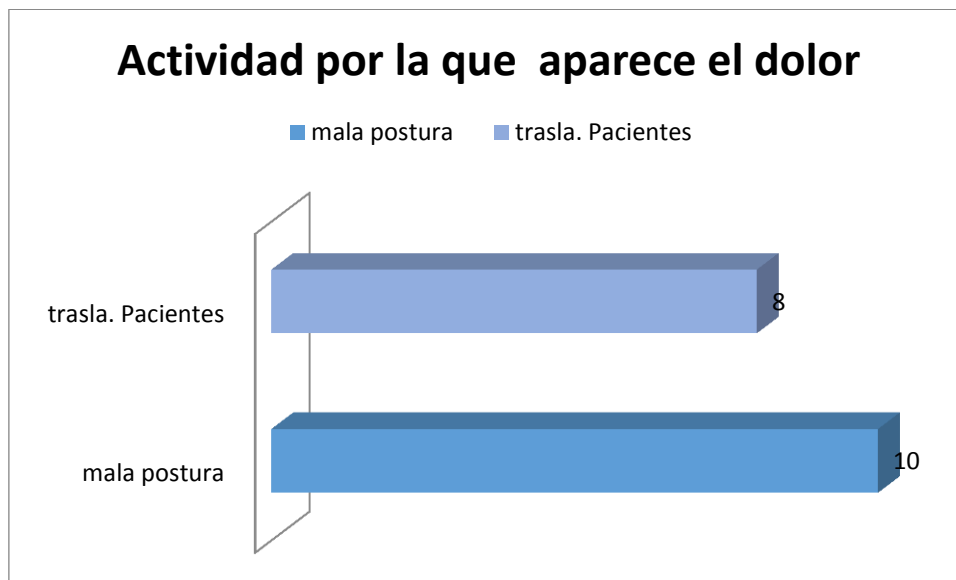 Actividad por la que  aparece el dolor
mala postura trasla. Pacientes
trasla. Pacientes
8
mala postura
10